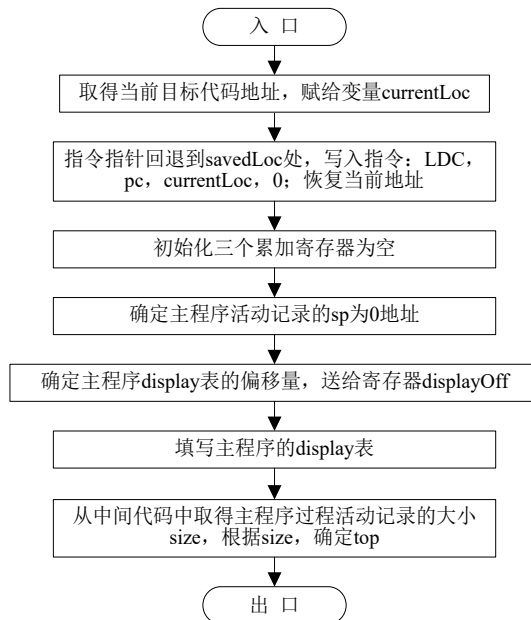 入 口
取得当前目标代码地址，赋给变量currentLoc
指令指针回退到savedLoc处，写入指令：LDC，
pc，currentLoc，0；恢复当前地址
初始化三个累加寄存器为空
确定主程序活动记录的sp为0地址
确定主程序display表的偏移量，送给寄存器displayOff
填写主程序的display表
从中间代码中取得主程序过程活动记录的大小
size，根据size，确定top
出 口